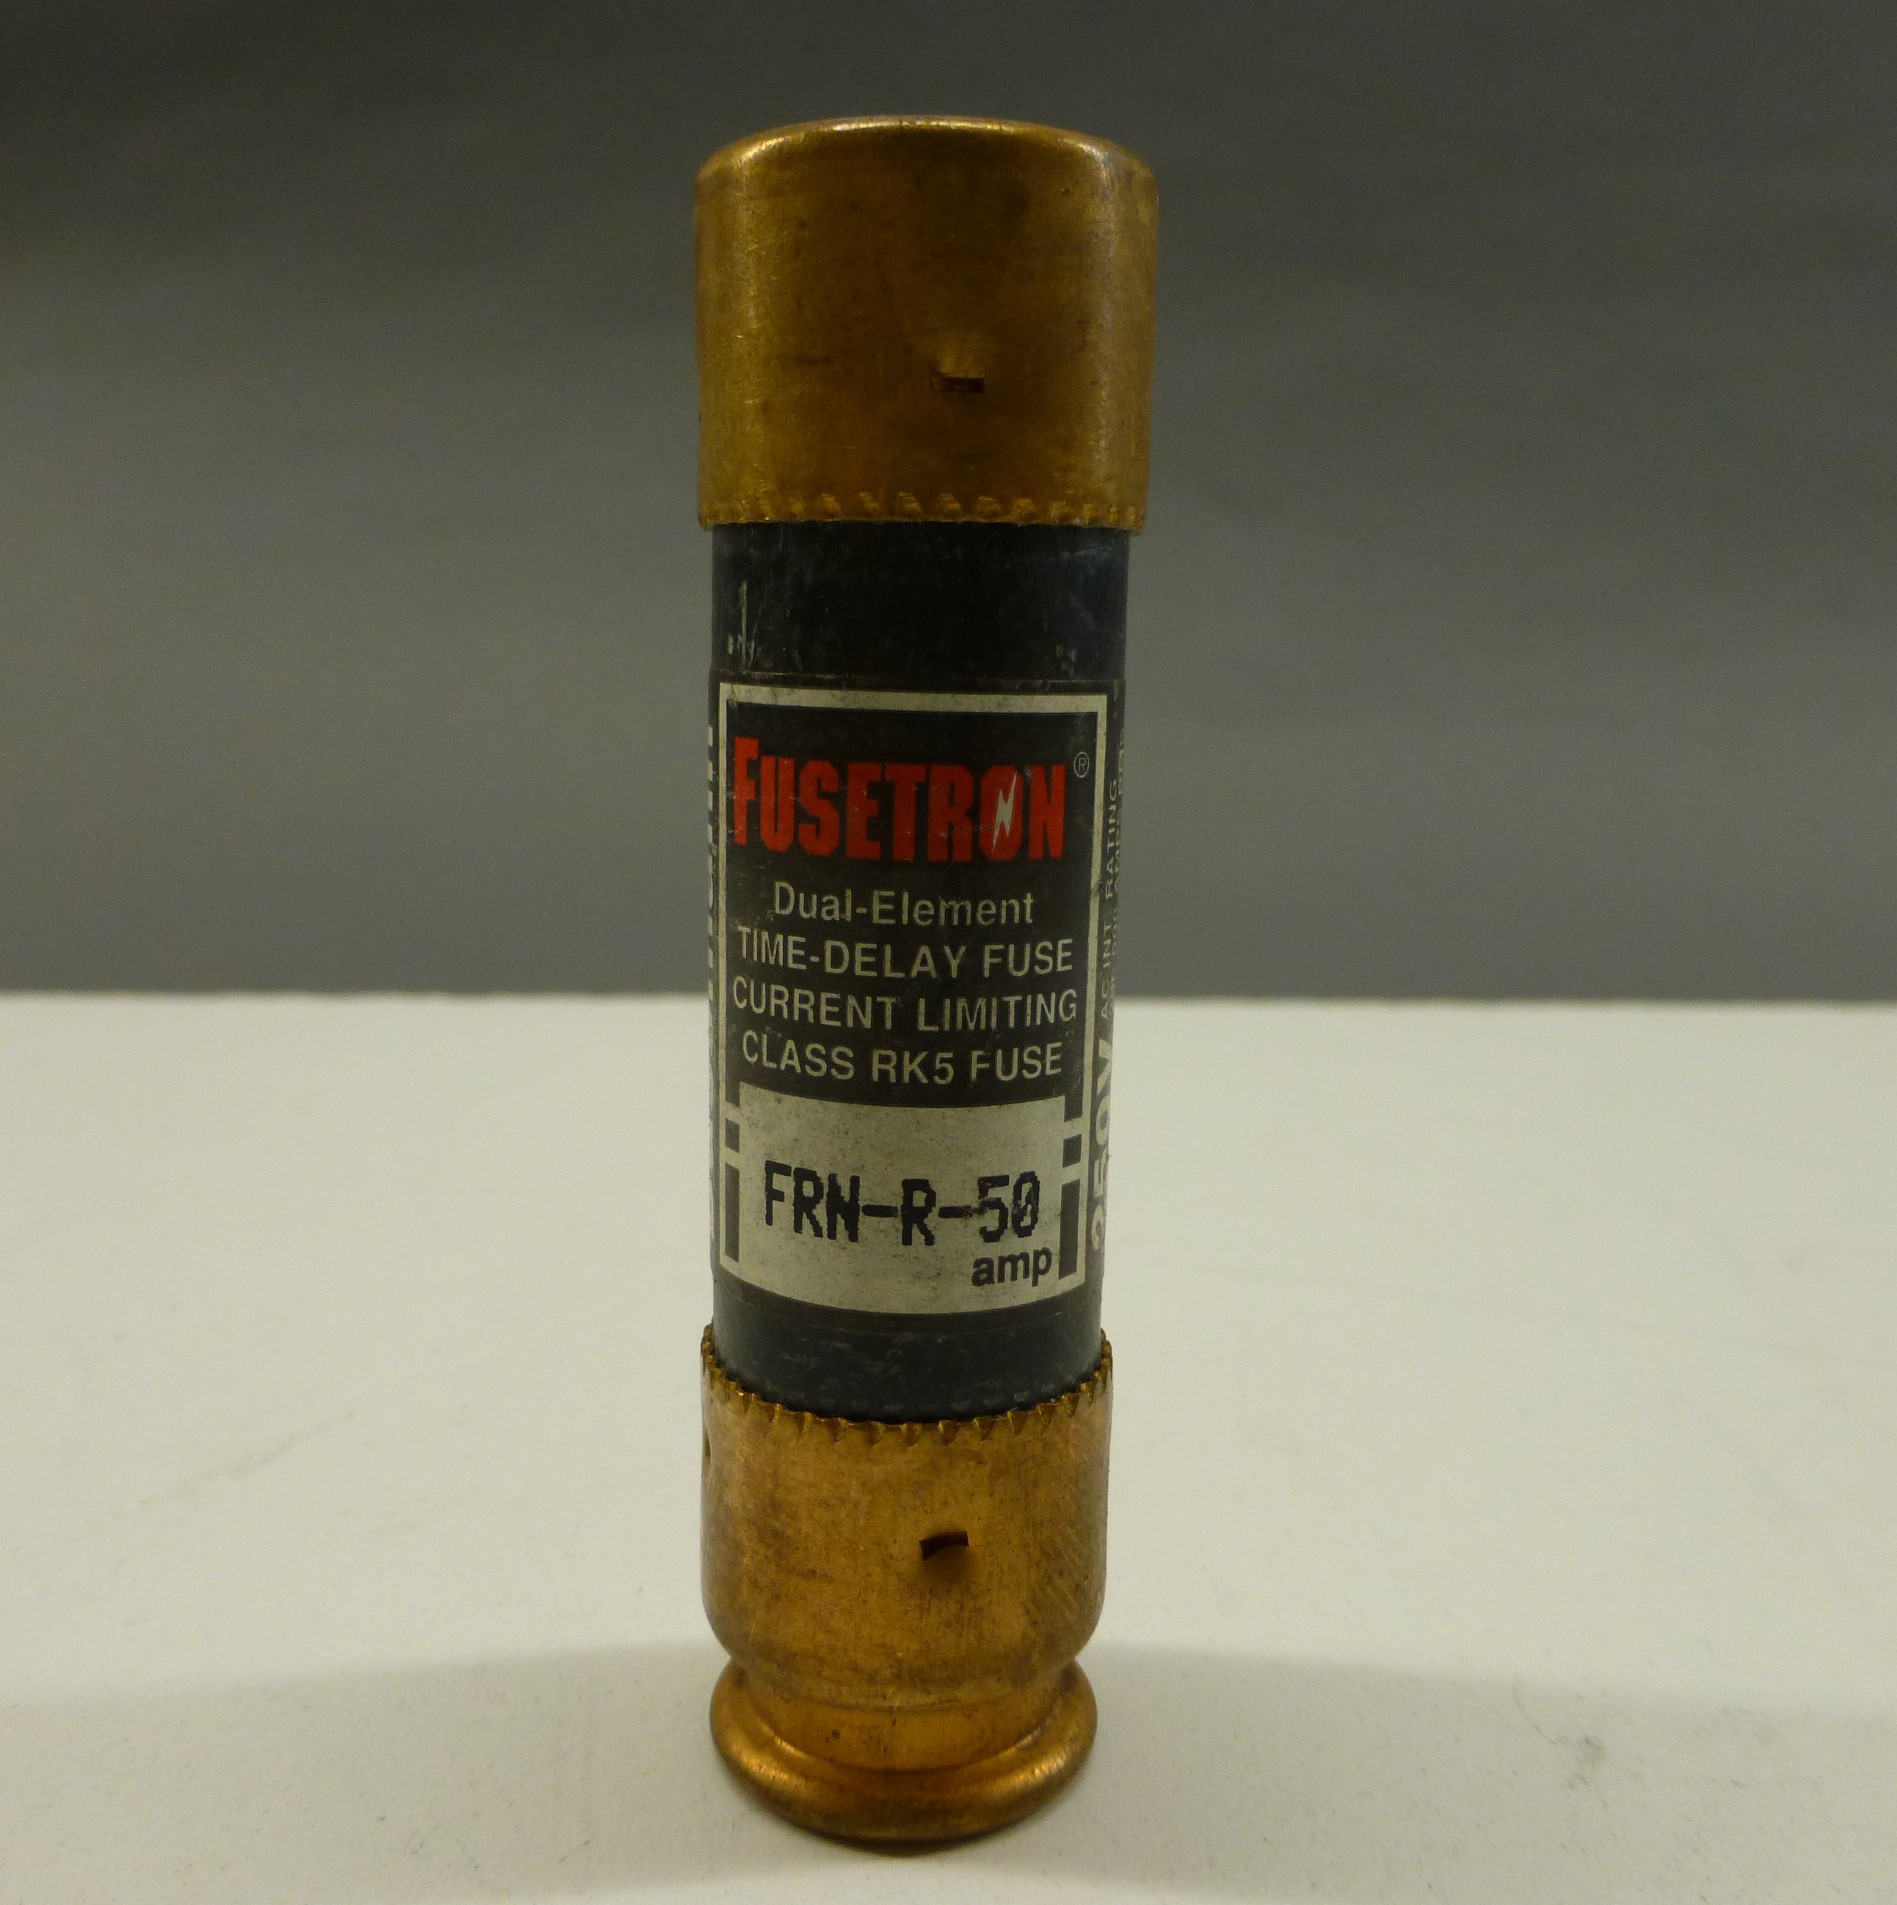 FUSETRON®
Dual-Element
TIME-DELAY FUSE
CURRENT LIMITING
CLASS RK5 FUSE
FRN-R-50
amp
250V
AC INT. RATING